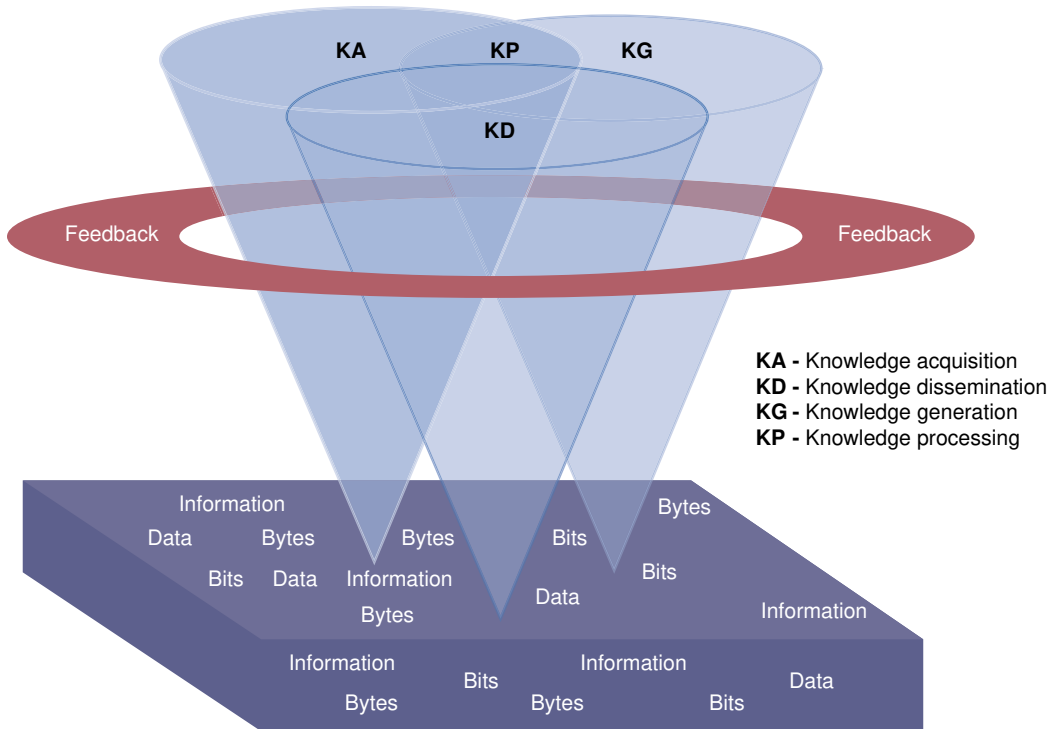 KA KP KG
KD
Feedback Feedback
KA - Knowledge acquisition
KD - Knowledge dissemination
KG - Knowledge generation
KP - Knowledge processing
Information Bytes
Data Bytes Bytes Bits
Bits Data Information Bits
Bytes Data Information
Information Information
Bits Data
Bytes Bytes Bits